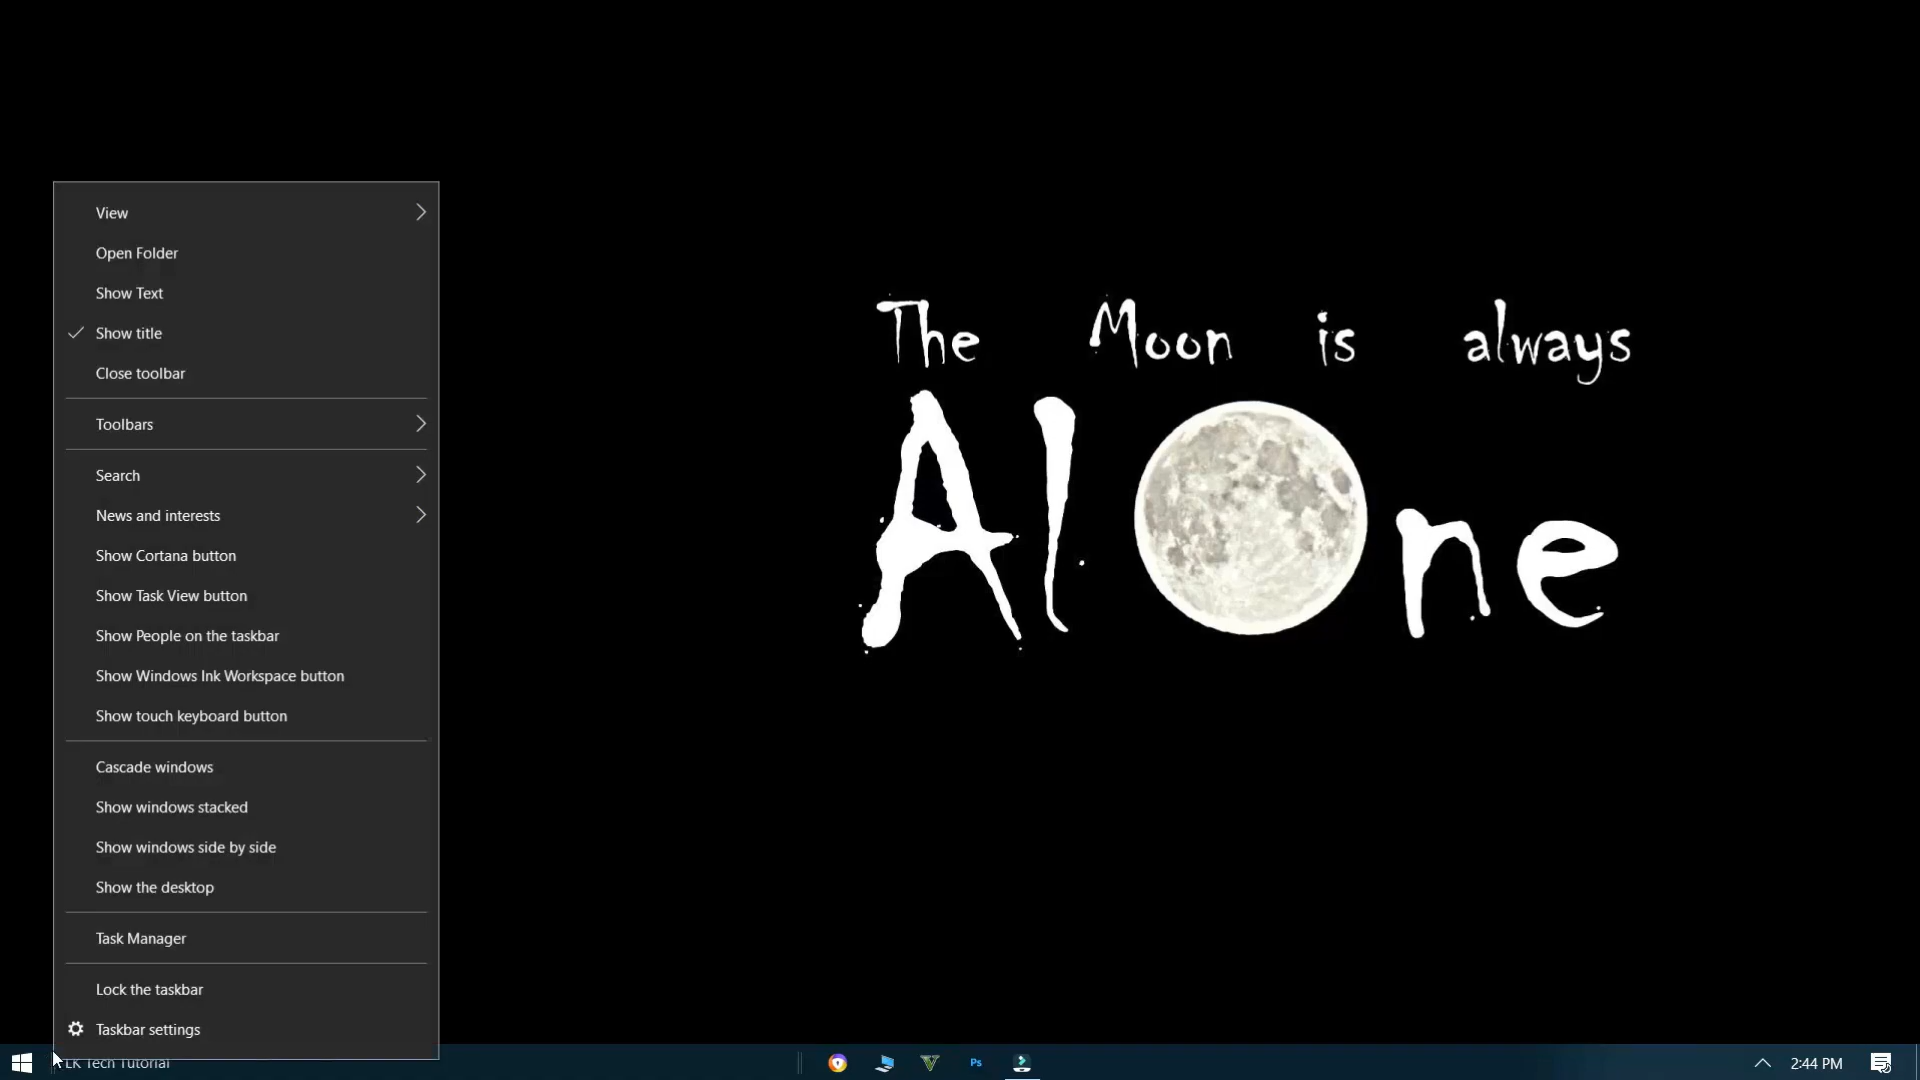 The Moon is always
Alone
View
Open Folder
Show Text
Show title
Close toolbar
Toolbars
Search
News and interests
Show Cortana button
Show Task View button
Show People on the taskbar
Show Windows Ink Workspace button
Show touch keyboard button
Cascade windows
Show windows stacked
Show windows side by side
Show the desktop
Task Manager
Lock the taskbar
Taskbar settings
LK Tech Tutorial
Ps
2:44 PM